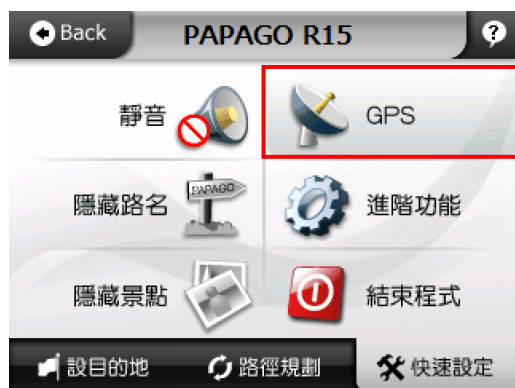 Back PAPAGO R15 ?
靜音 GPS
隱藏路名 PAPAGO 進階功能
隱藏景點 結束程式
設目的地 路徑規劃 快速設定